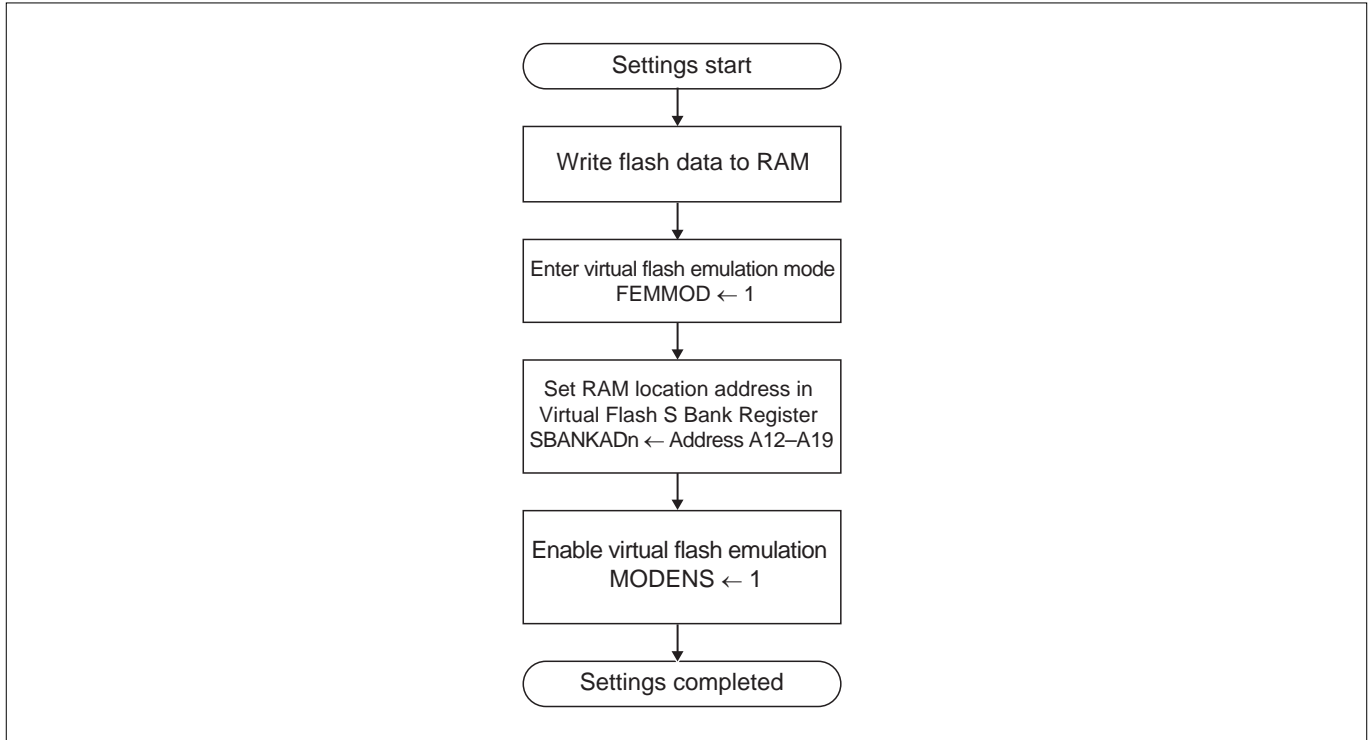 Settings start
Write flash data to RAM
Enter virtual flash emulation mode
FEMMOD ← 1
Set RAM location address in
Virtual Flash S Bank Register
SBANKADn ← Address A12–A19
Enable virtual flash emulation
MODENS ← 1
Settings completed